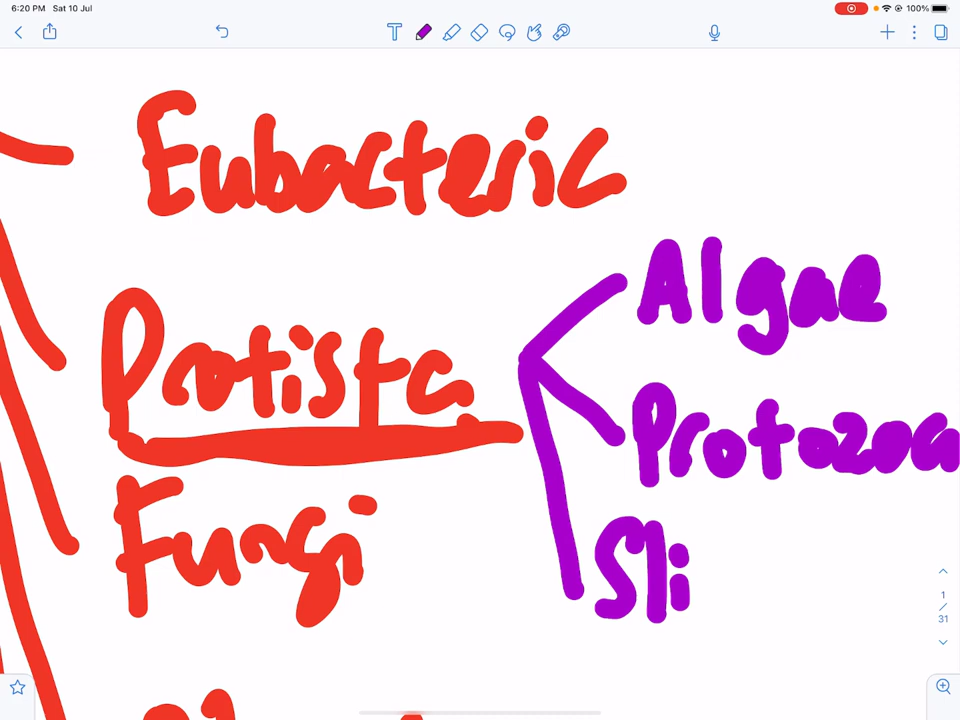 6:20 PM Sat 10 Jul
100%
T
Eubacteric
Algae
Protista
Protozoa
Fungi
Sli
1
/
31